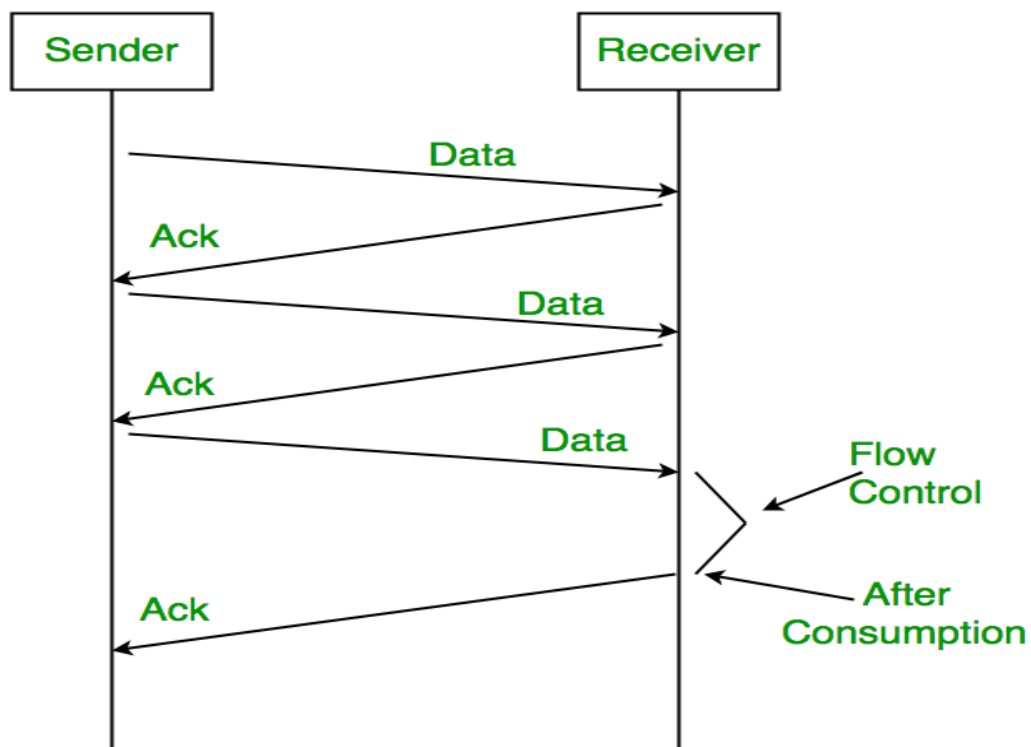 Sender
Receiver
Data
Ack
Data
Ack
Data
Flow
Control
After
Consumption
Ack